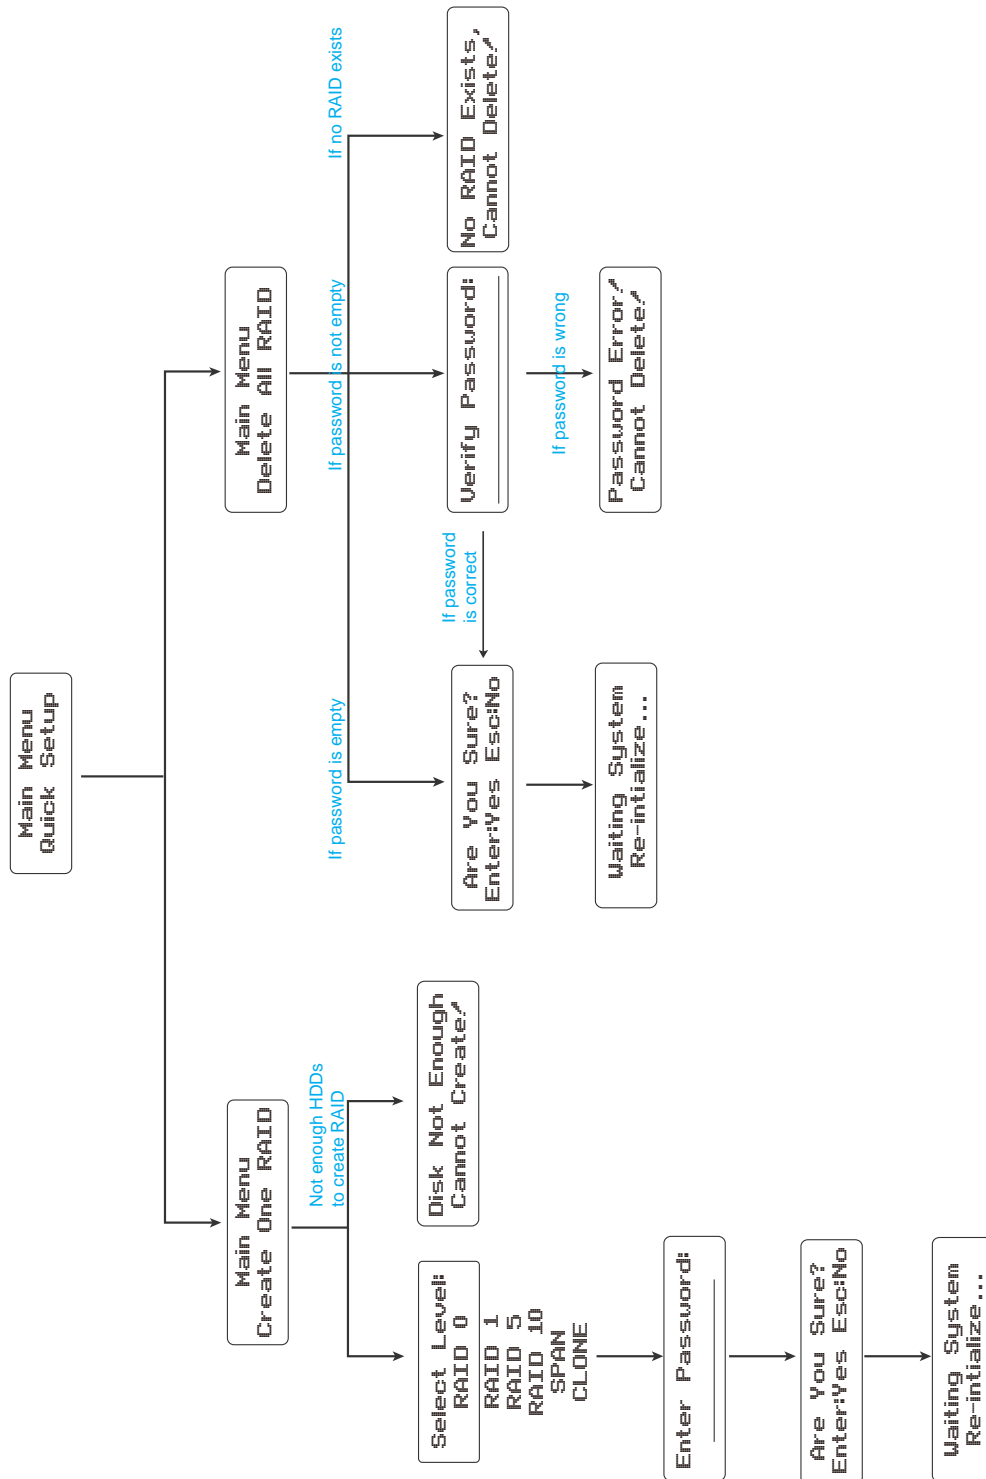 Main Menu
Quick Setup
Main Menu
Create One RAID
Not enough HDDs
to create RAID
Select Level:
RAID 0
RAID 1
RAID 5
RAID 10
SPAN
CLONE
Disk Not Enough
Cannot Create!
Enter Password:
Are You Sure?
Enter:Yes Esc:No
Waiting System
Re-intialize...
Main Menu
Delete All RAID
If password is empty
If password is not empty
If no RAID exists
Are You Sure?
Enter:Yes Esc:No
If password
is correct
Verify Password:
No RAID Exists,
Cannot Delete!
If password is wrong
Waiting System
Re-intialize...
Password Error!
Cannot Delete!